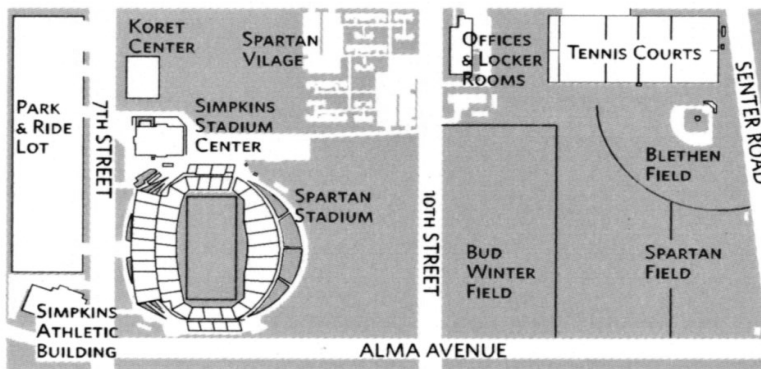 KORET
CENTER
SPARTAN
VILAGE
OFFICES
& LOCKER
ROOMS
TENNIS COURTS
PARK
& RIDE
LOT
7TH STREET
SIMPKINS
STADIUM
CENTER
SENTER ROAD
BLETHEN
FIELD
SPARTAN
STADIUM
10TH STREET
BUD
WINTER
FIELD
SPARTAN
FIELD
SIMPKINS
ATHLETIC
BUILDING
ALMA AVENUE